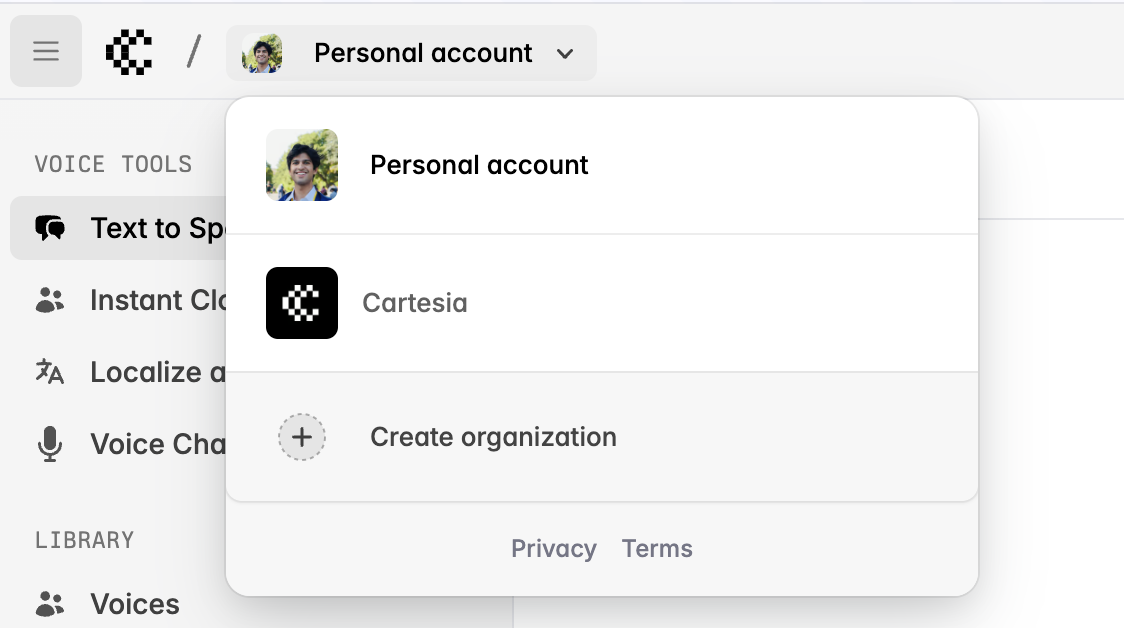 / Personal account
Personal account
VOICE TOOLS
Text to Sp
Instant Clo
Cartesia
Localize a
Create organization
Voice Cha
LIBRARY
Privacy Terms
Voices